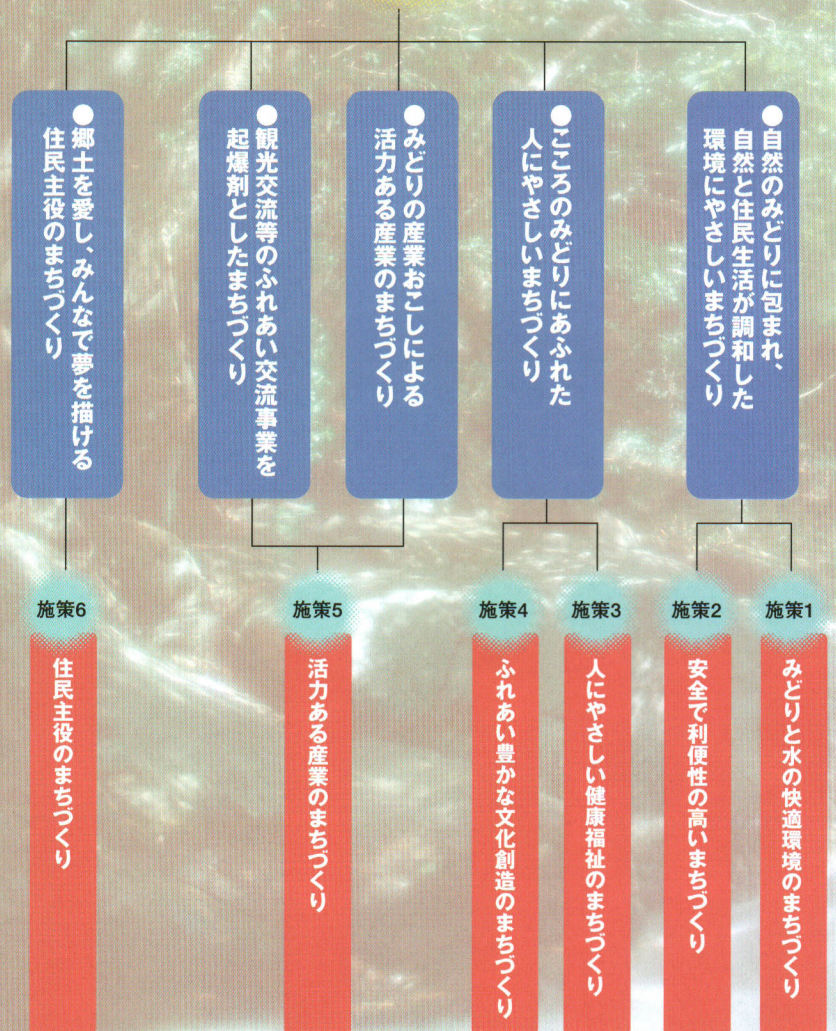 ●自然のみどりに包まれ、
自然と住民生活が調和した
環境にやさしいまちづくり
●こころのみどりにあふれた
人にやさしいまちづくり
●みどりの産業おこしによる
活力ある産業のまちづくり
●観光交流等のふれあい交流事業を
起爆剤としたまちづくり
●郷土を愛し、みんなで夢を描ける
住民主役のまちづくり
施策1
みどりと水の快適環境のまちづくり
施策2
安全で利便性の高いまちづくり
施策3
人にやさしい健康福祉のまちづくり
施策4
ふれあい豊かな文化創造のまちづくり
施策5
活力ある産業のまちづくり
施策6
住民主役のまちづくり